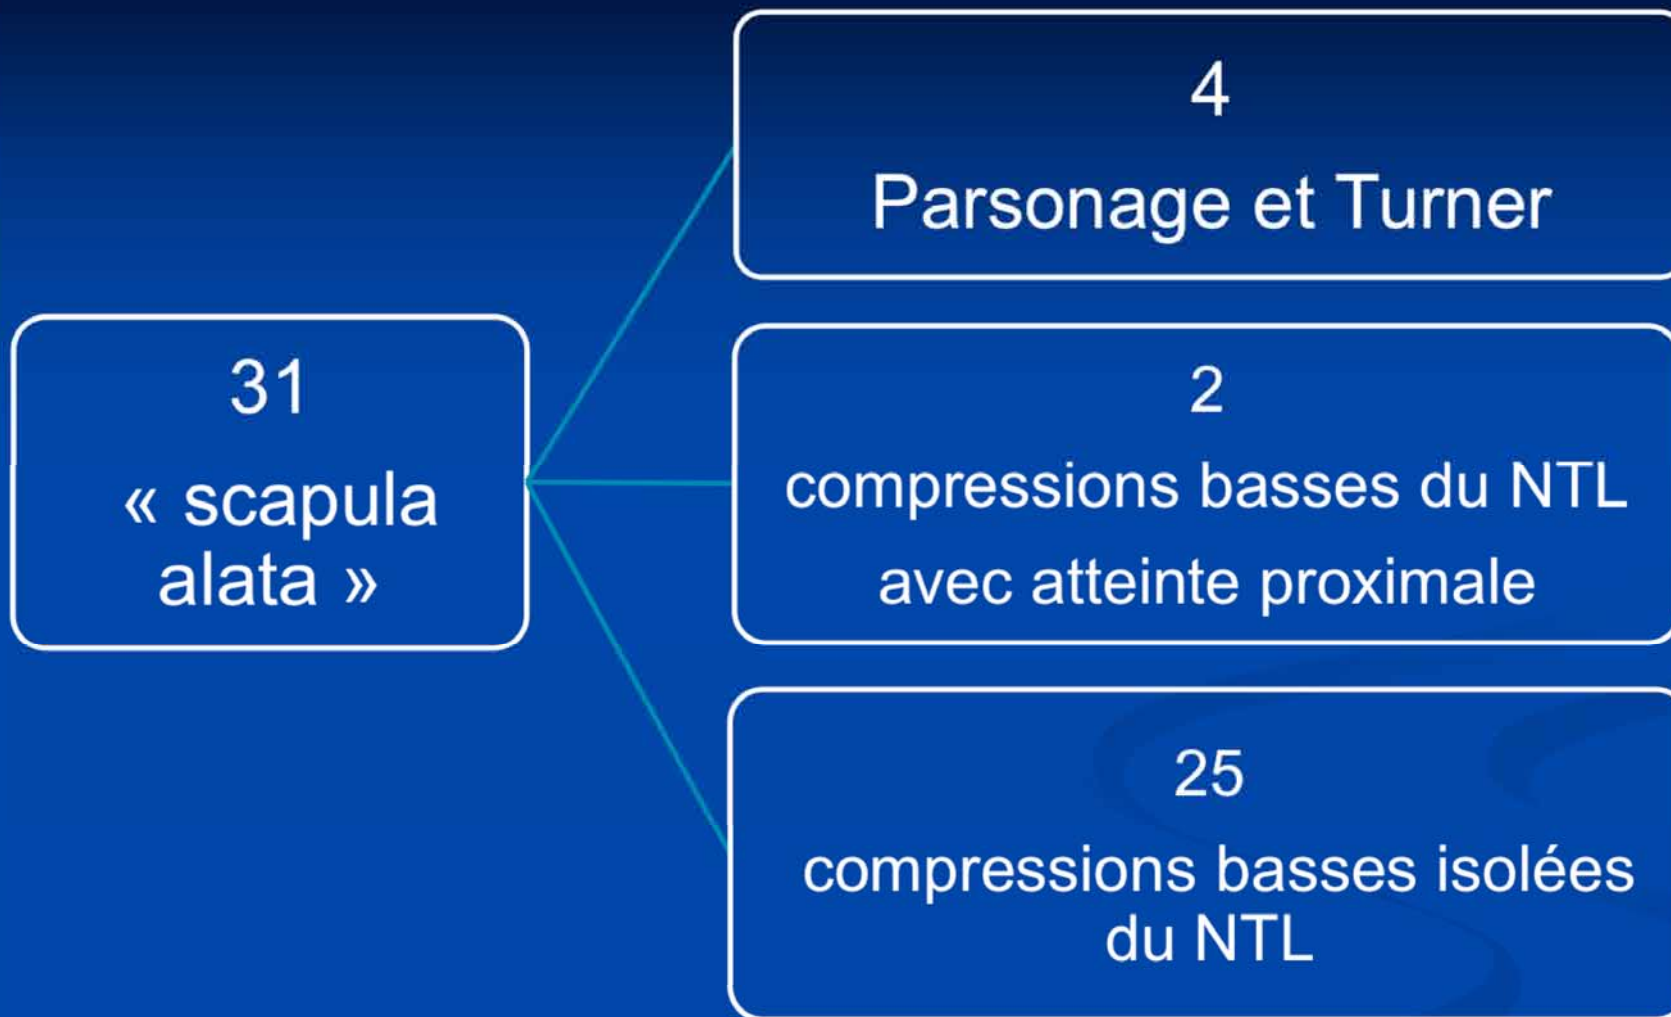 31
« scapula
alata »
4
Parsonage et Turner
2
compressions basses du NTL
avec atteinte proximale
25
compressions basses isolées
du NTL